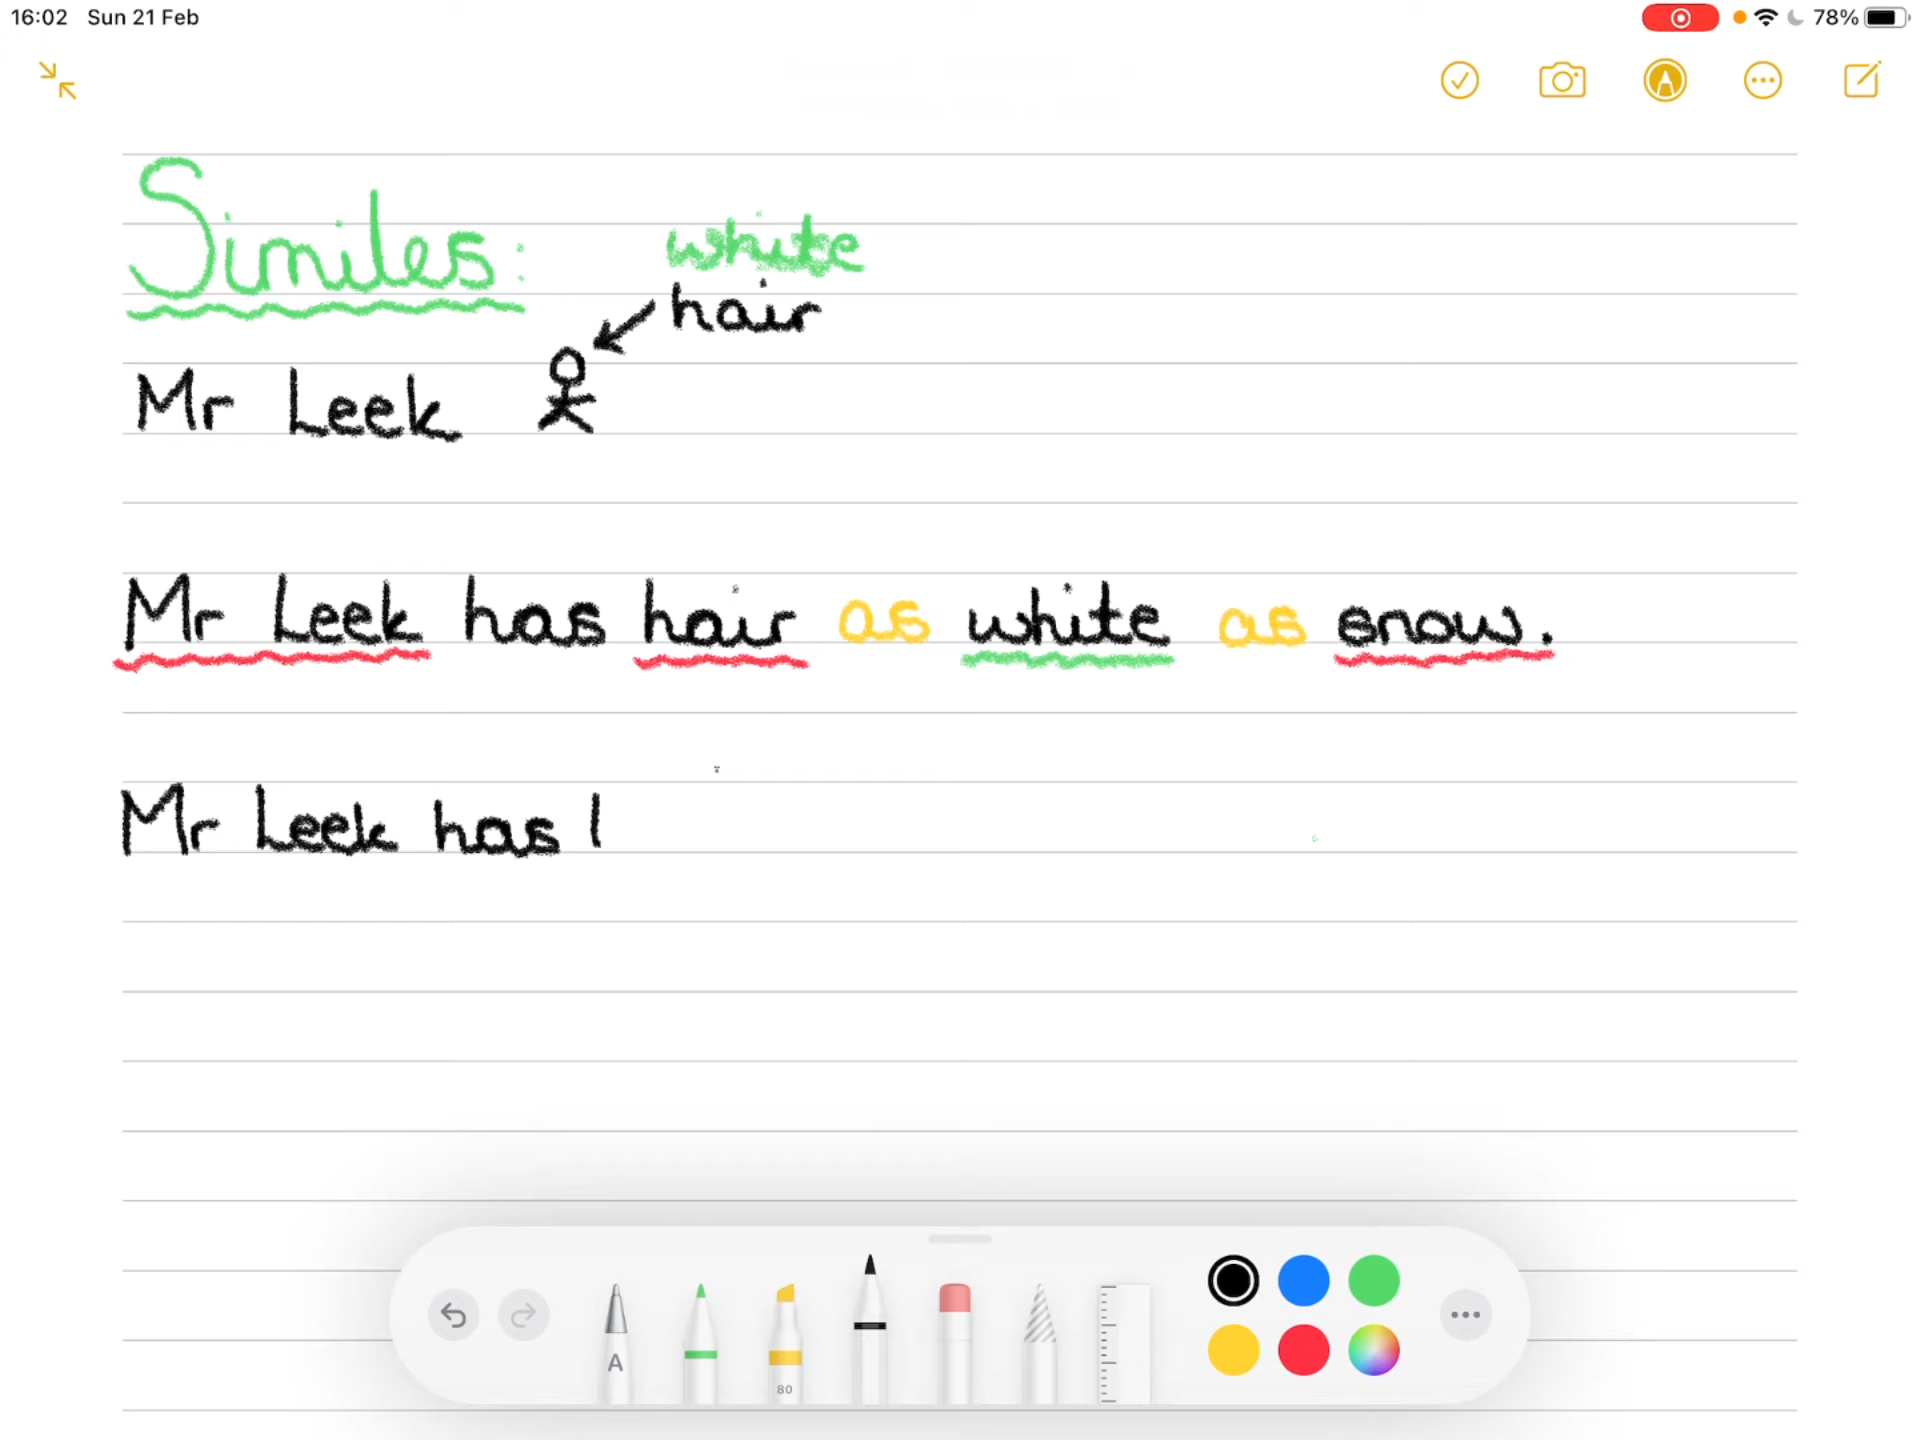 16:02 Sun 21 Feb 78%
Similes:
white
hair
Mr Leek
Mr Leek has hair as white as snow.
Mr Leek has l
A
80